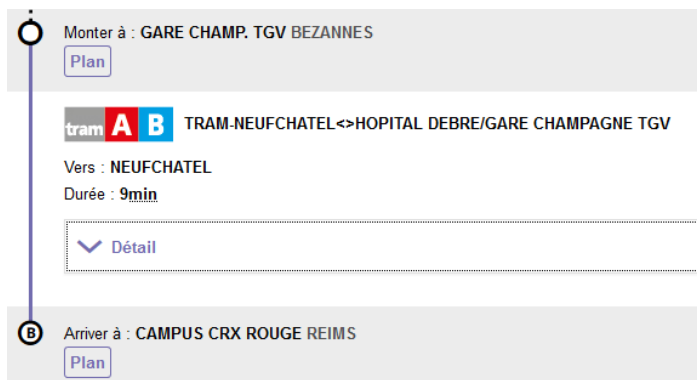 Monter à : GARE CHAMP. TGV BEZANNES
Plan
tram A B TRAM-NEUFCHATEL<>HOPITAL DEBRE/GARE CHAMPAGNE TGV
Vers : NEUFCHATEL
Durée : 9min
Détail
B Arriver à : CAMPUS CRX ROUGE REIMS
Plan